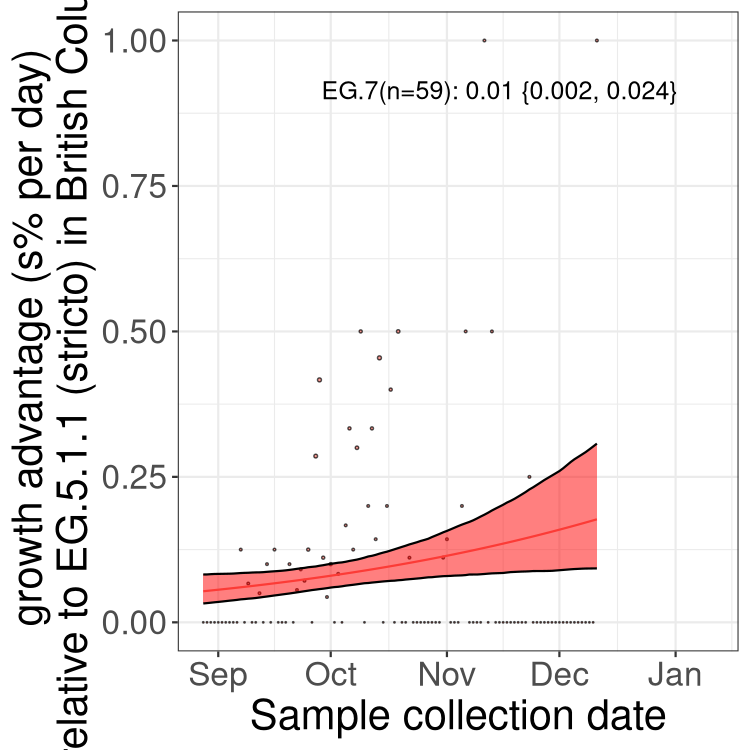 growth advantage (s% per day)
relative to EG.5.1.1 (stricto) in British Colu
1.00
0.75
0.50
0.25
0.00
EG.7(n=59): 0.01 {0.002, 0.024}
Sep Oct Nov Dec Jan
Sample collection date